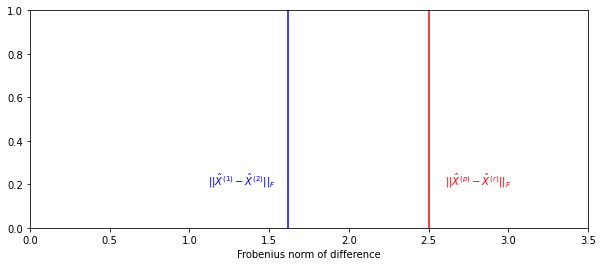 1.0
0.8
0.6
0.4
0.2
0.0
||X̂⁽¹⁾ − X̂⁽²⁾||_F
||X̂⁽ᵖ⁾ − X̂⁽ʳ⁾||_F
0.0 0.5 1.0 1.5 2.0 2.5 3.0 3.5
Frobenius norm of difference